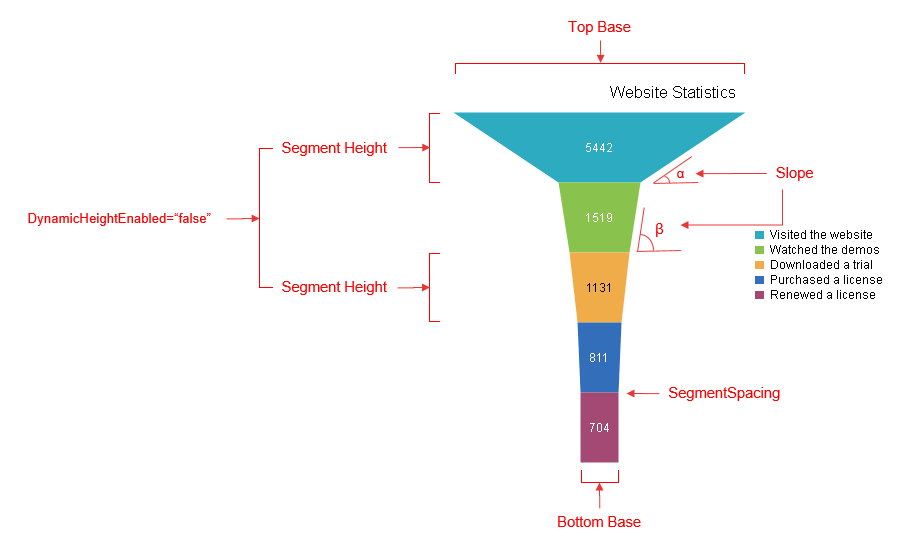 Top Base
Website Statistics
Segment Height
5442
α
Slope
DynamicHeightEnabled=“false”
1519
β
Visited the website
Watched the demos
Downloaded a trial
Purchased a license
Renewed a license
Segment Height
1131
811
SegmentSpacing
704
Bottom Base